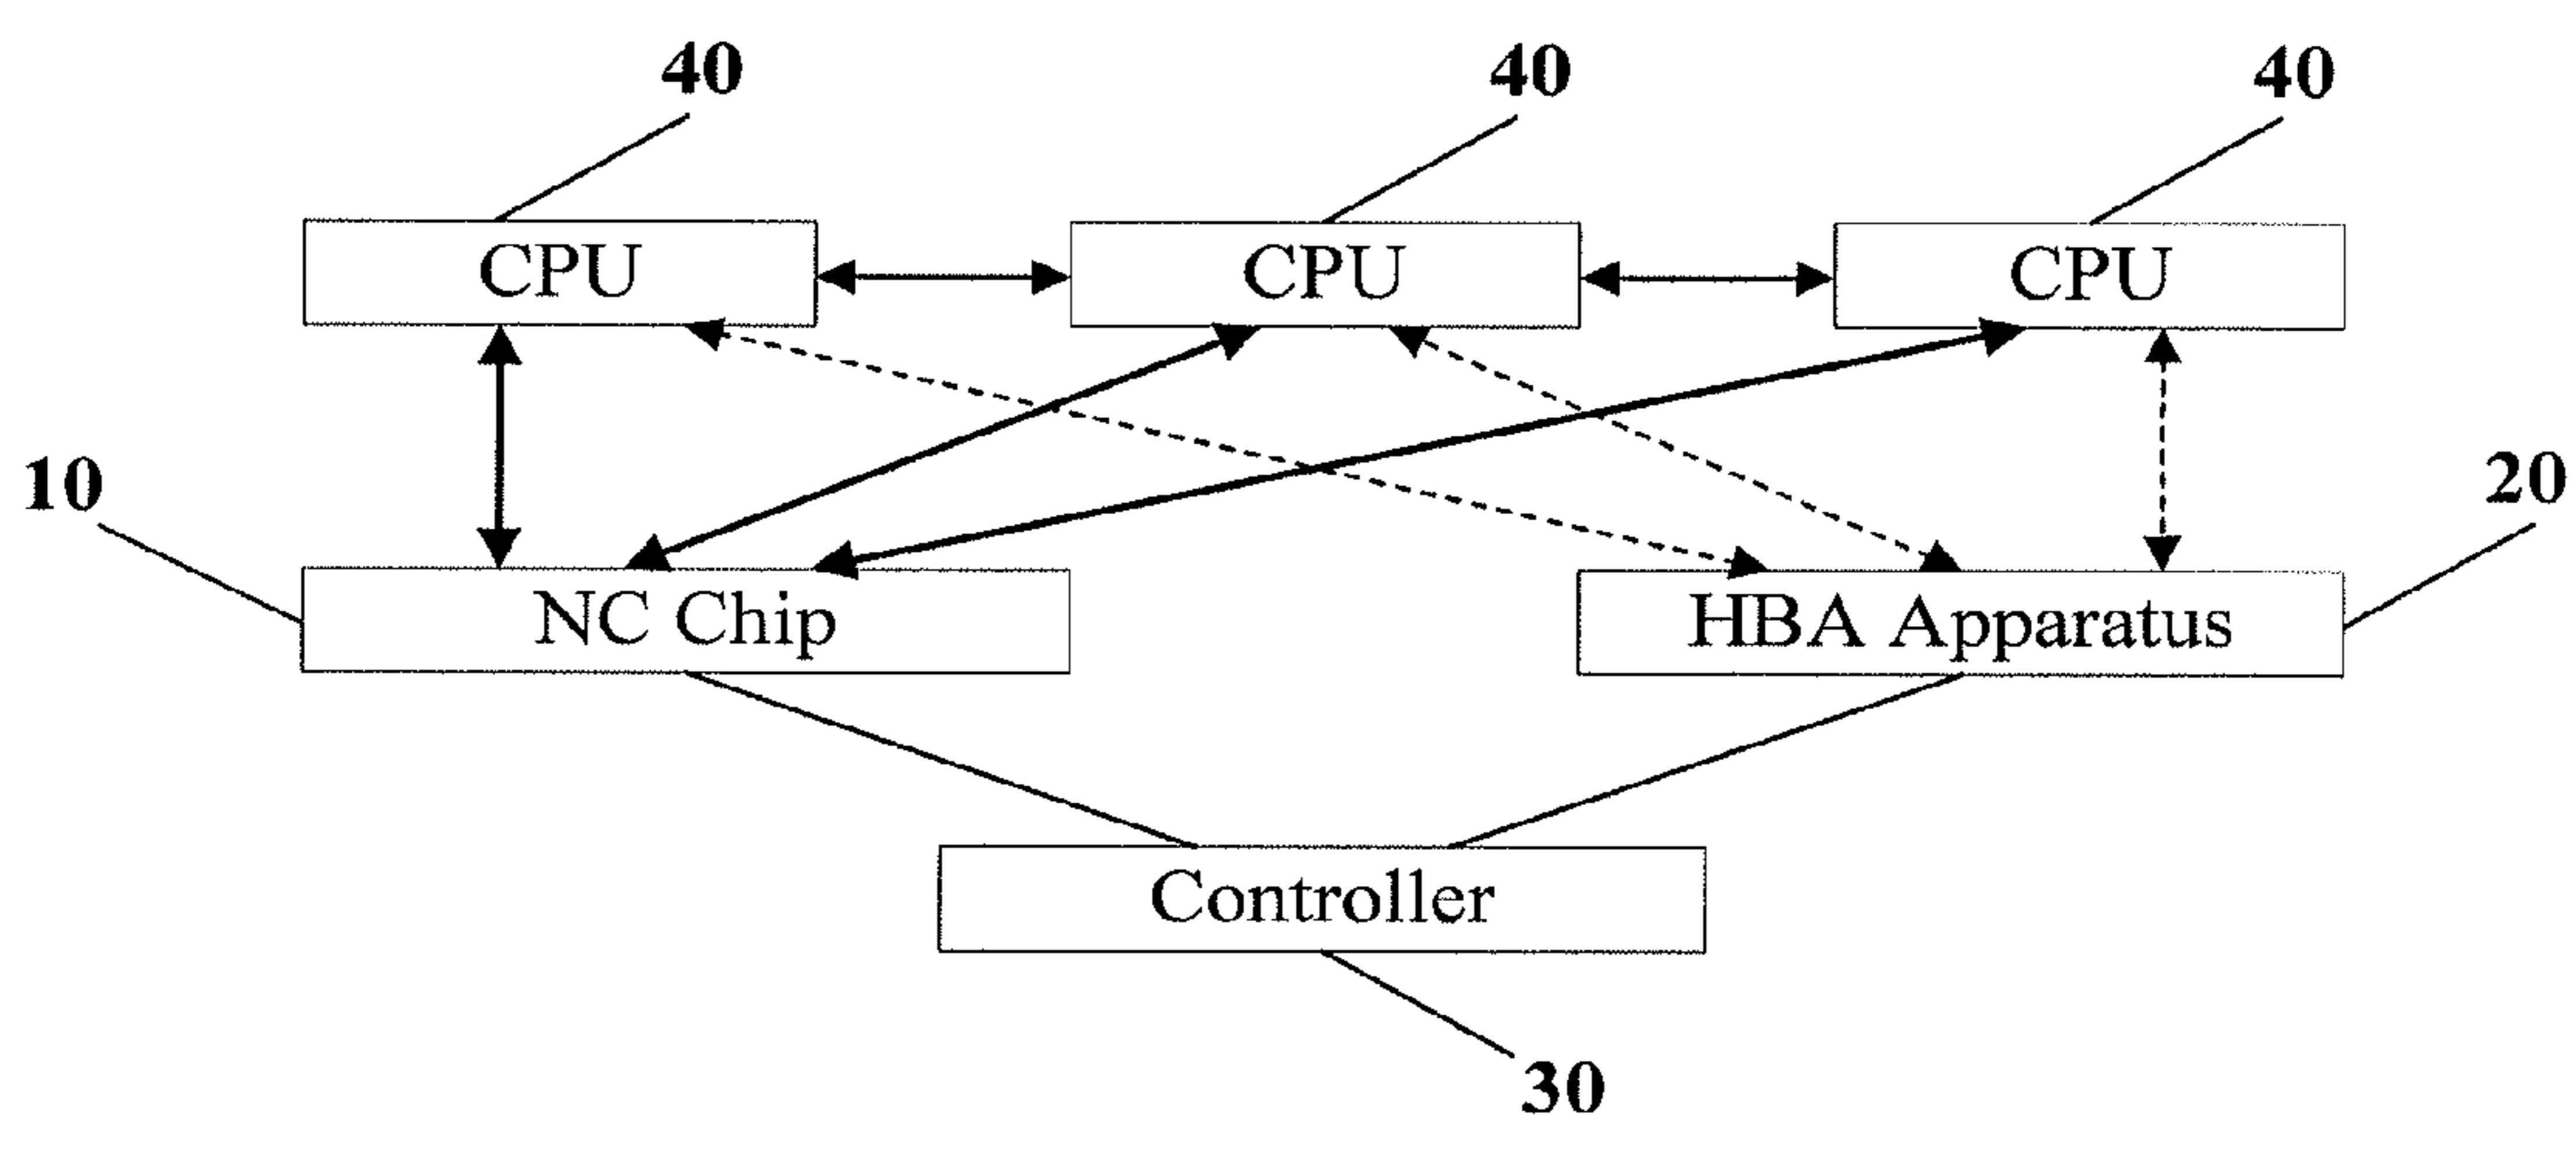 40 40 40
CPU CPU CPU
10 20
NC Chip HBA Apparatus
Controller
30